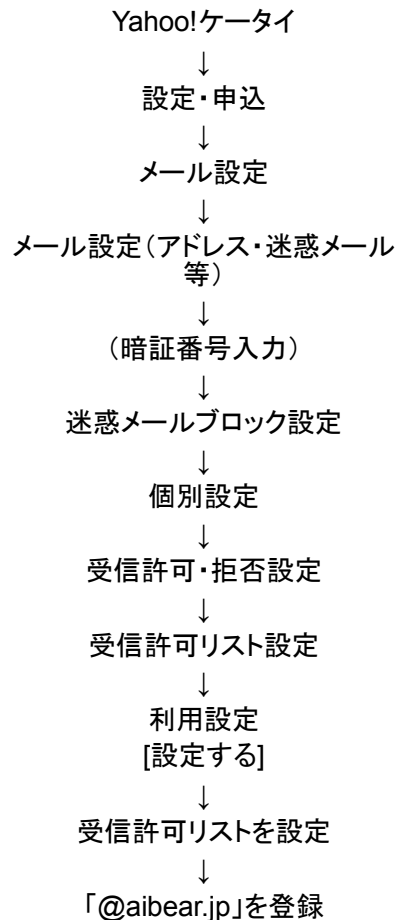 Yahoo!ケータイ
↓
設定・申込
↓
メール設定
↓
メール設定（アドレス・迷惑メール
等）
↓
（暗証番号入力）
↓
迷惑メールブロック設定
↓
個別設定
↓
受信許可・拒否設定
↓
受信許可リスト設定
↓
利用設定
[設定する]
↓
受信許可リストを設定
↓
「@aibear.jp」を登録